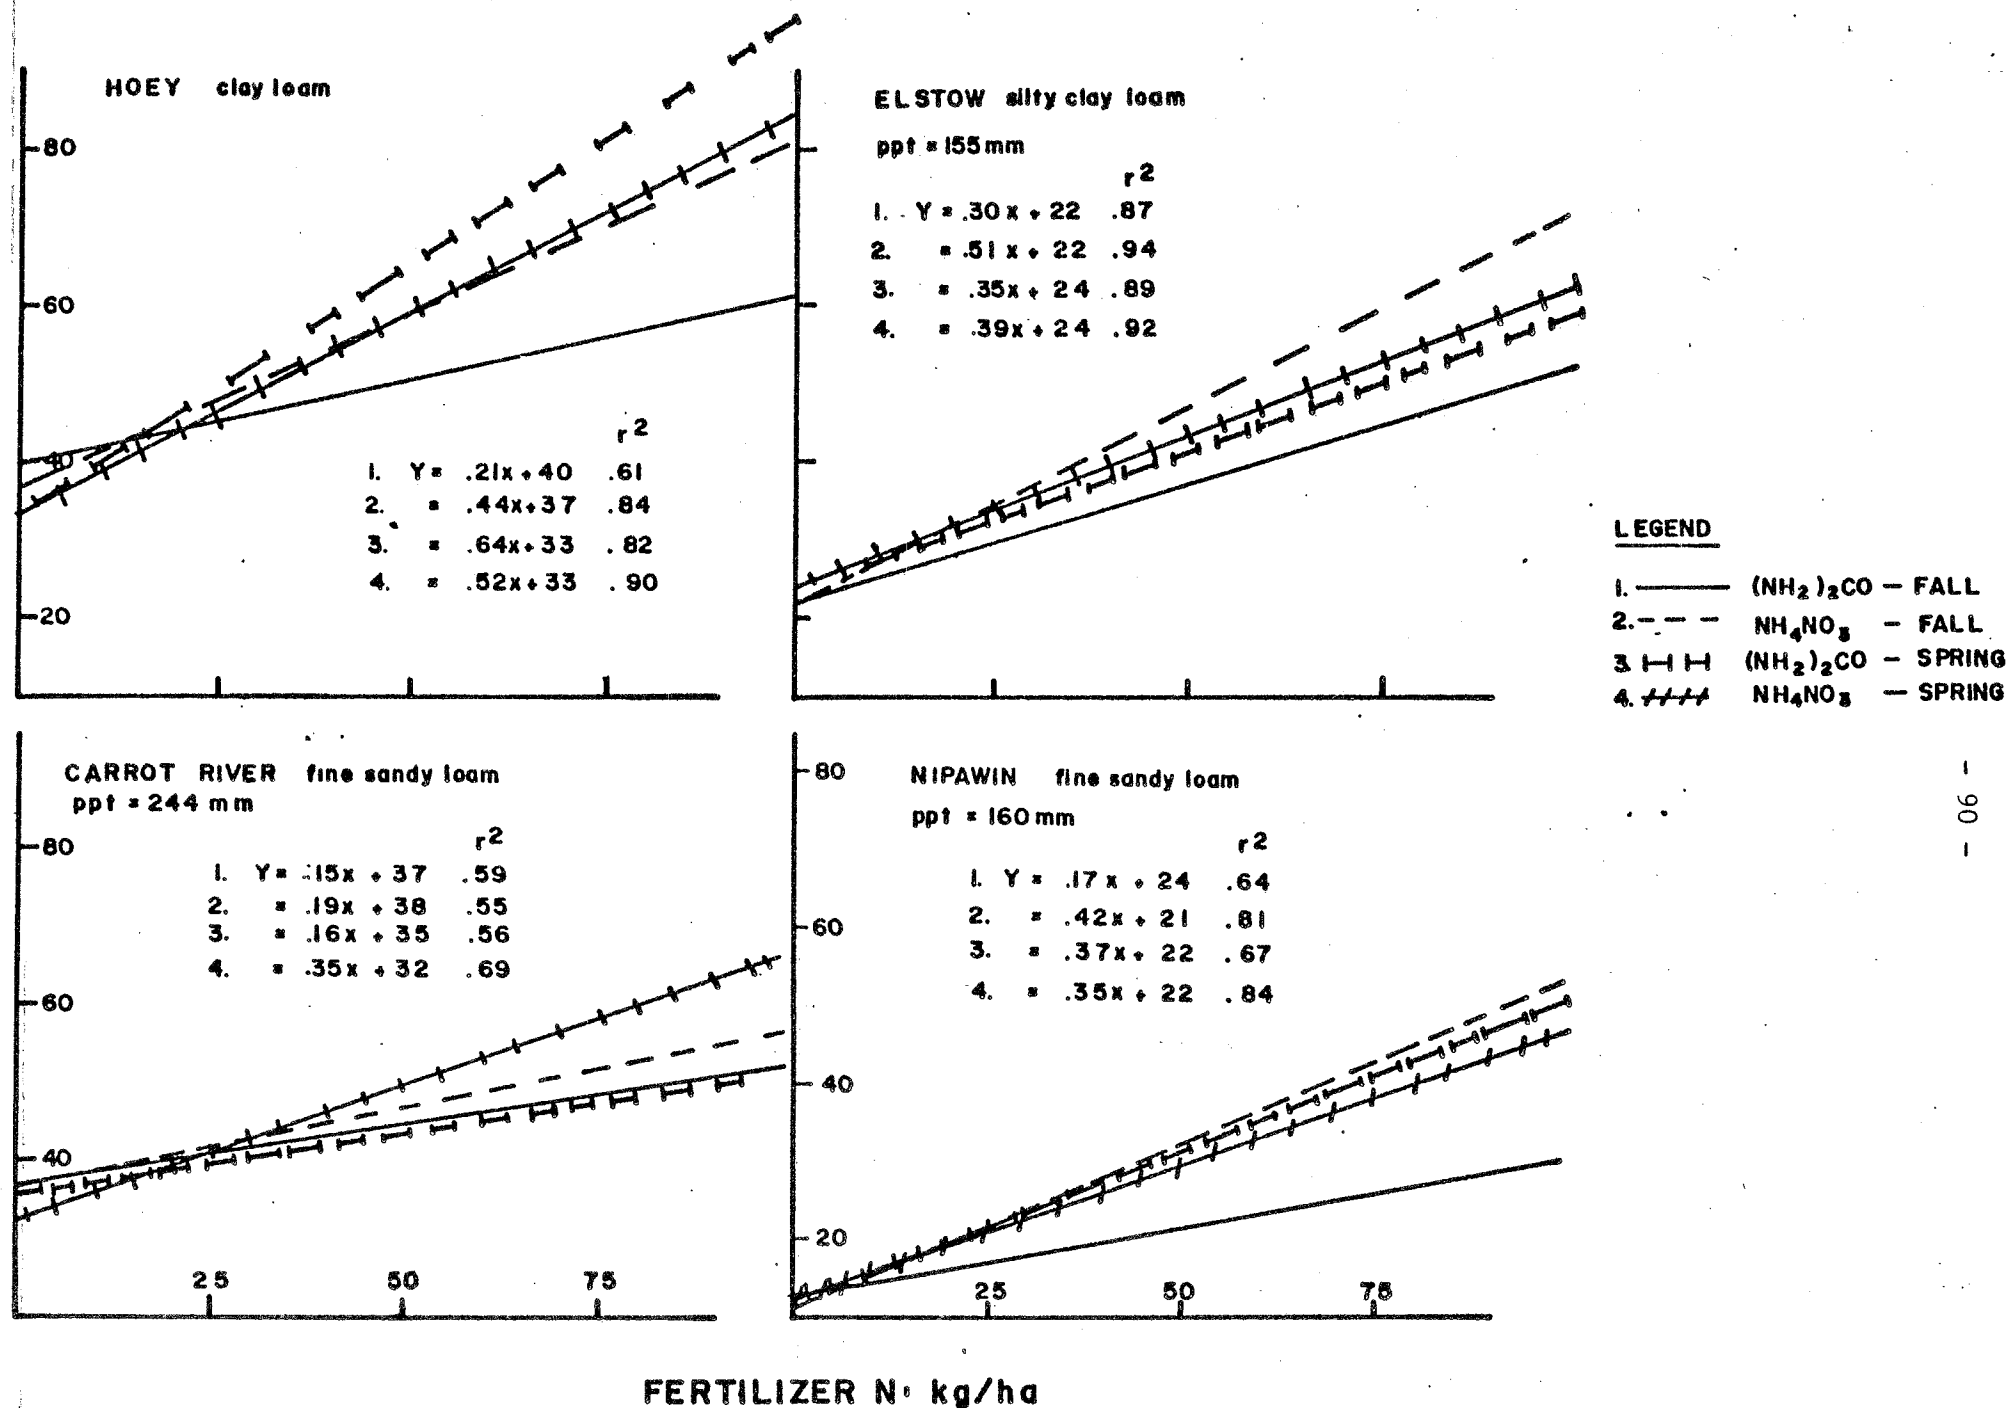 HOEY clay loam
80
60
40
20
r2
1. Y= .21x+40 .61
2. = .44x+37 .84
3. = .64x+33 .82
4. = .52x+33 .90
ELSTOW silty clay loam
ppt = 155 mm
r2
1. Y = .30x + 22 .87
2. = .51x + 22 .94
3. = .35x + 24 .89
4. = .39x + 24 .92
LEGEND
1. (NH2)2CO — FALL
2. NH4NO3 — FALL
3. (NH2)2CO — SPRING
4. NH4NO3 — SPRING
CARROT RIVER fine sandy loam
ppt = 244 mm
80
60
40
r2
1. Y= .15x + 37 .59
2. = .19x + 38 .55
3. = .16x + 35 .56
4. = .35x + 32 .69
25 50 75
NIPAWIN fine sandy loam
ppt = 160 mm
80
60
40
20
r2
1. Y = .17x + 24 .64
2. = .42x + 21 .81
3. = .37x + 22 .67
4. = .35x + 22 .84
25 50 75
FERTILIZER N· kg/ha
- 90 -